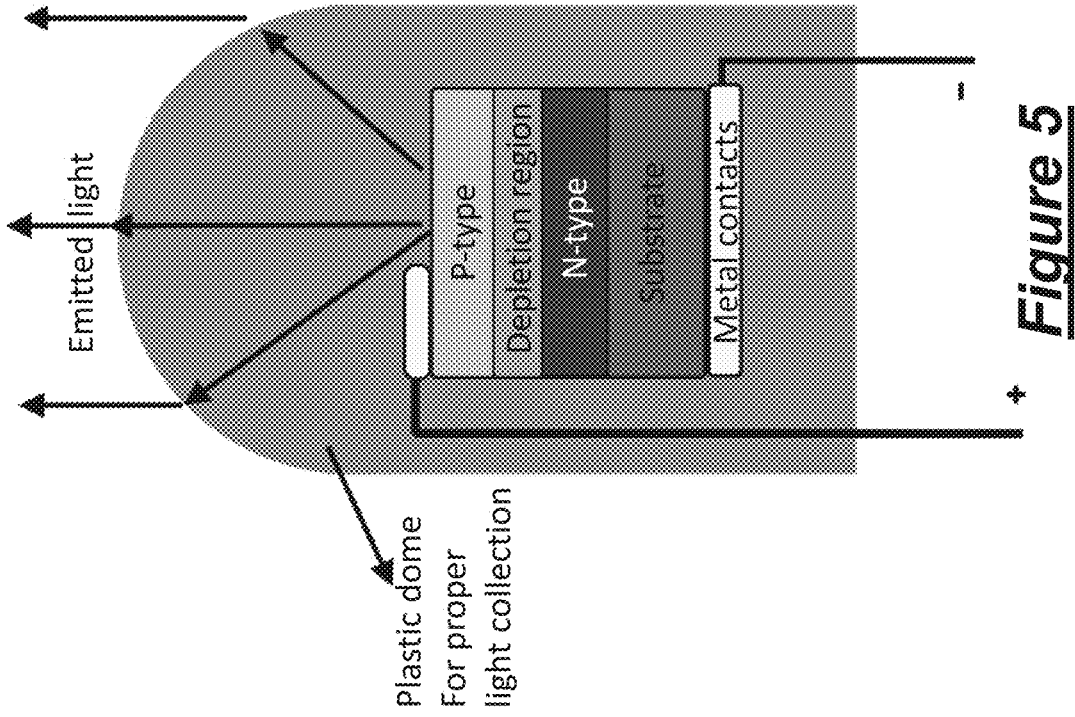 Emitted light
P-type
Depletion region
N-type
Substrate
Metal contacts
Plastic dome
For proper
light collection
+
-
Figure 5